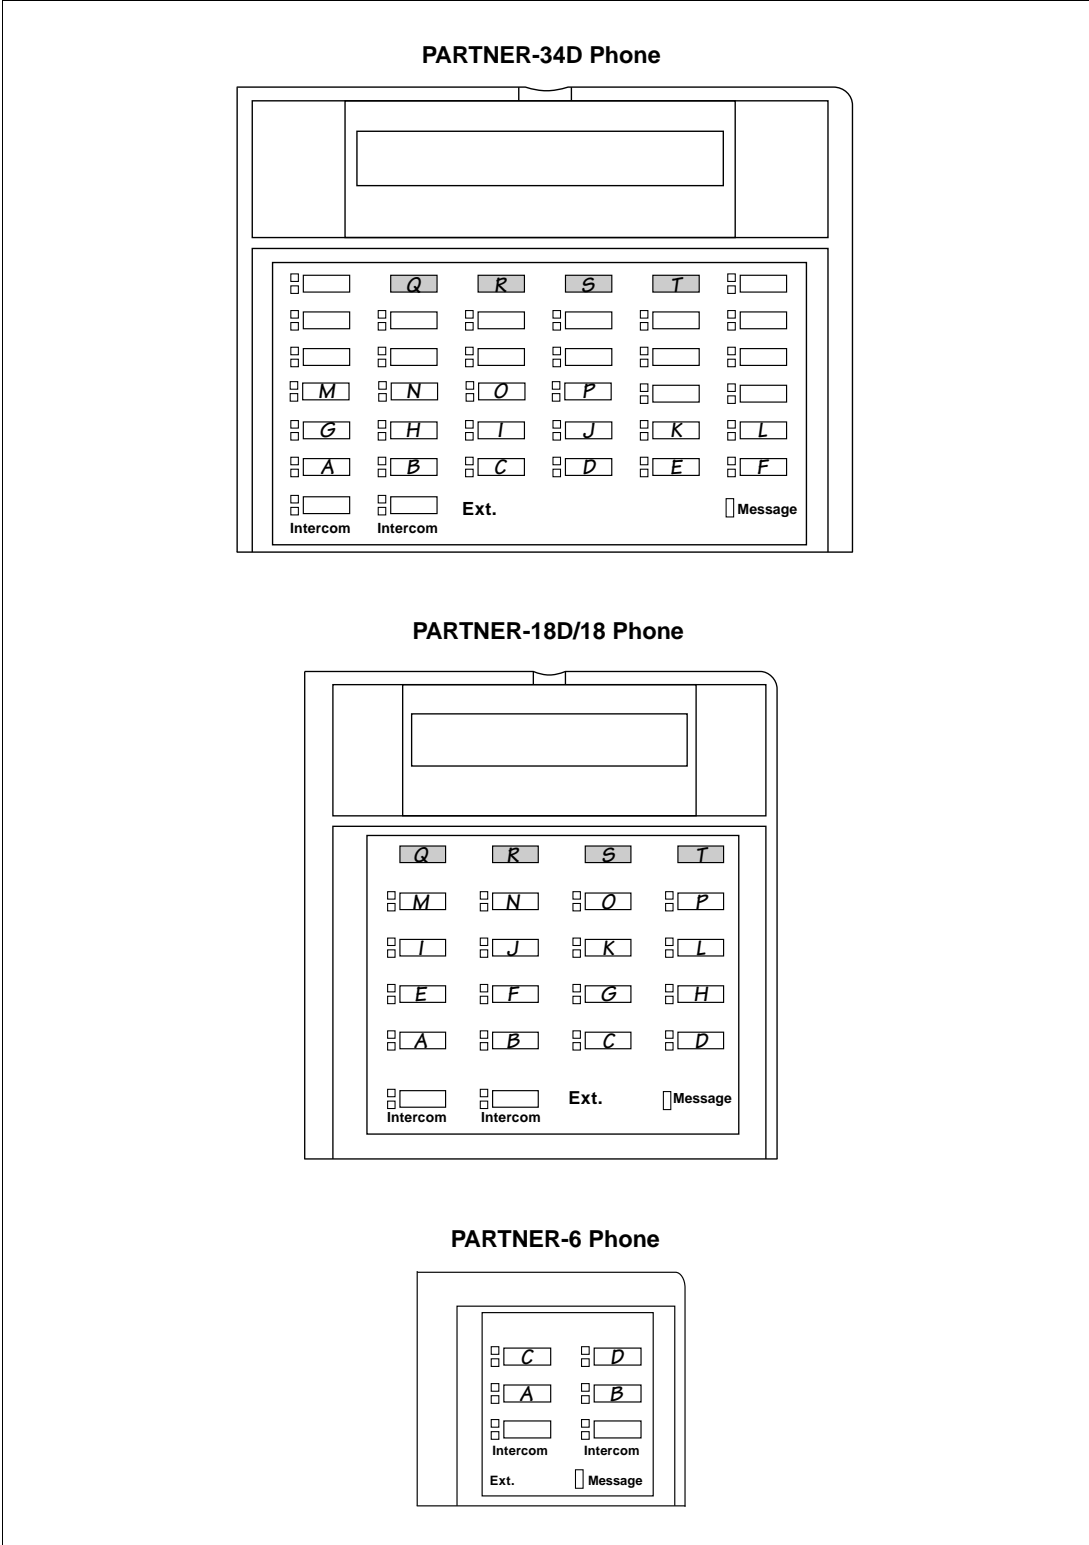 PARTNER-34D Phone
Q R S T
M N O P
G H I J K L
A B C D E F
Ext. Message
Intercom Intercom
PARTNER-18D/18 Phone
Q R S T
M N O P
I J K L
E F G H
A B C D
Ext. Message
Intercom Intercom
PARTNER-6 Phone
C D
A B
Intercom Intercom
Ext. Message